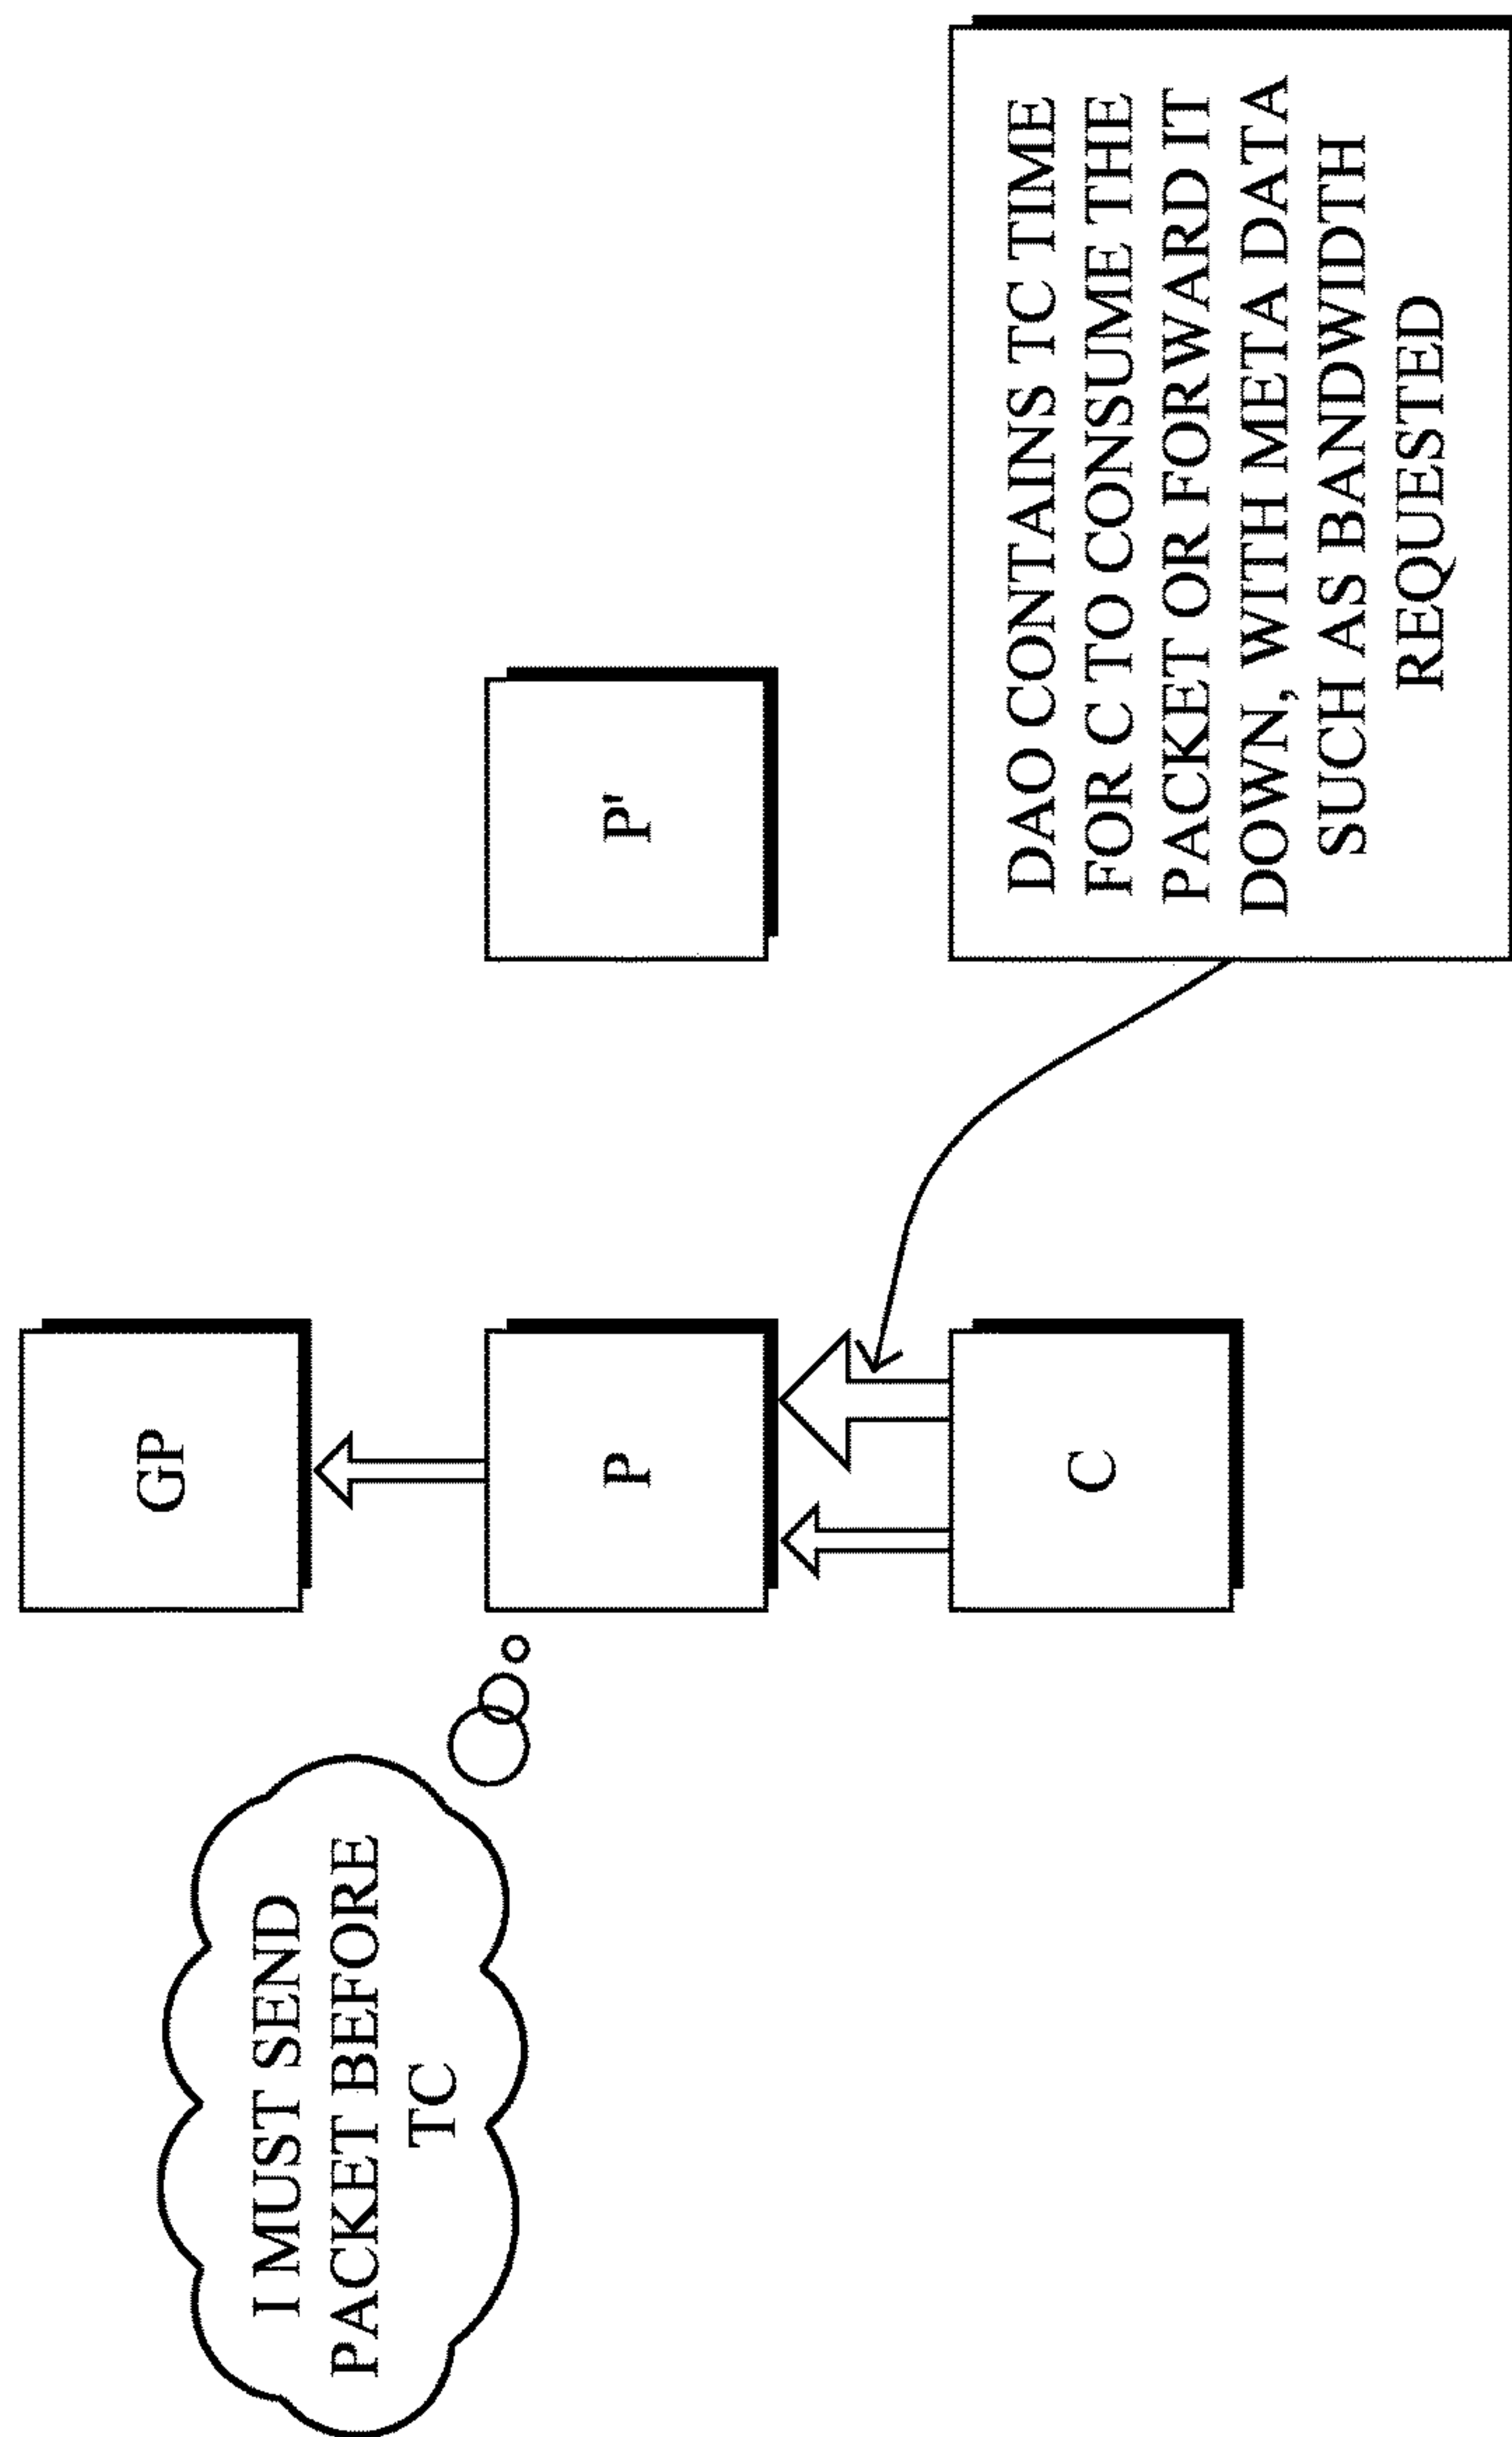 I MUST SEND
PACKET BEFORE
TC
GP
P
C
P'
DAO CONTAINS TC TIME
FOR C TO CONSUME THE
PACKET OR FORWARD IT
DOWN, WITH META DATA
SUCH AS BANDWIDTH
REQUESTED